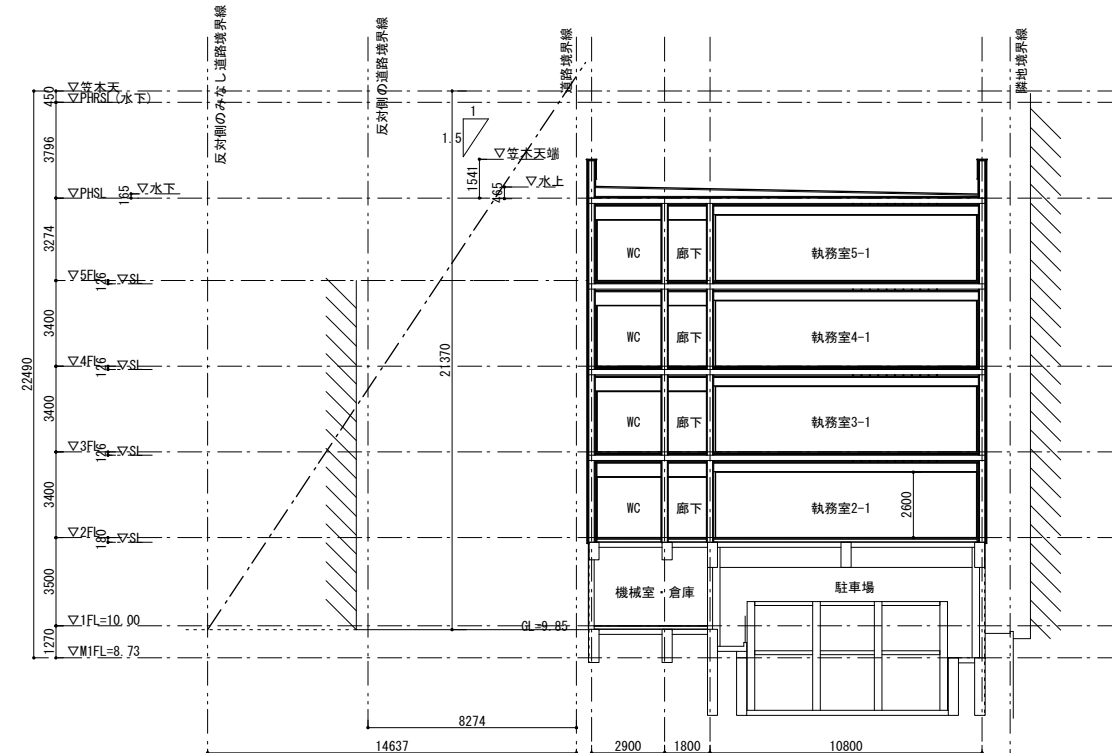 反対側のみなし道路境界線
反対側の道路境界線
道路境界線
隣地境界線
▽笠木天
▽PHRSL(水下)
450
3796
1
1.5
▽笠木天端
1541
▽水上
465
▽PHSL
165
▽水下
3274
WC
廊下
執務室5-1
▽5FL
126
▽SL
3400
WC
廊下
執務室4-1
22490
21370
▽4FL
126
▽SL
3400
WC
廊下
執務室3-1
▽3FL
126
▽SL
3400
WC
廊下
執務室2-1
2600
▽2FL
180
▽SL
3500
機械室・倉庫
駐車場
▽1FL=10.00
GL=9.85
1270
▽M1FL=8.73
8274
14637
2900
1800
10800